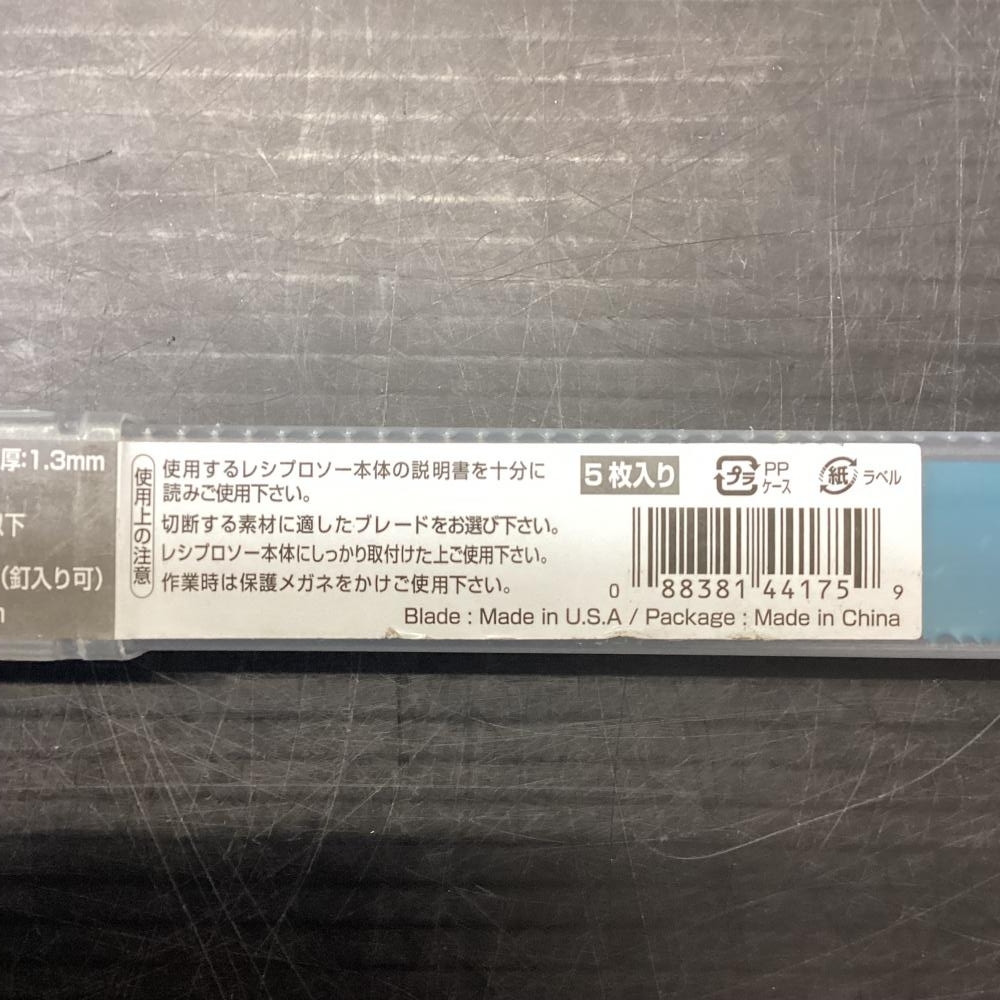 厚:1.3mm
以下
(釘入り可)
使用上の注意
使用するレシプロソー本体の説明書を十分に
読みご使用下さい。
切断する素材に適したブレードをお選び下さい。
レシプロソー本体にしっかり取付けた上ご使用下さい。
作業時は保護メガネをかけご使用下さい。
5枚入り
プラ
PP
ケース
紙
ラベル
0 88381 44175 9
Blade : Made in U.S.A / Package : Made in China